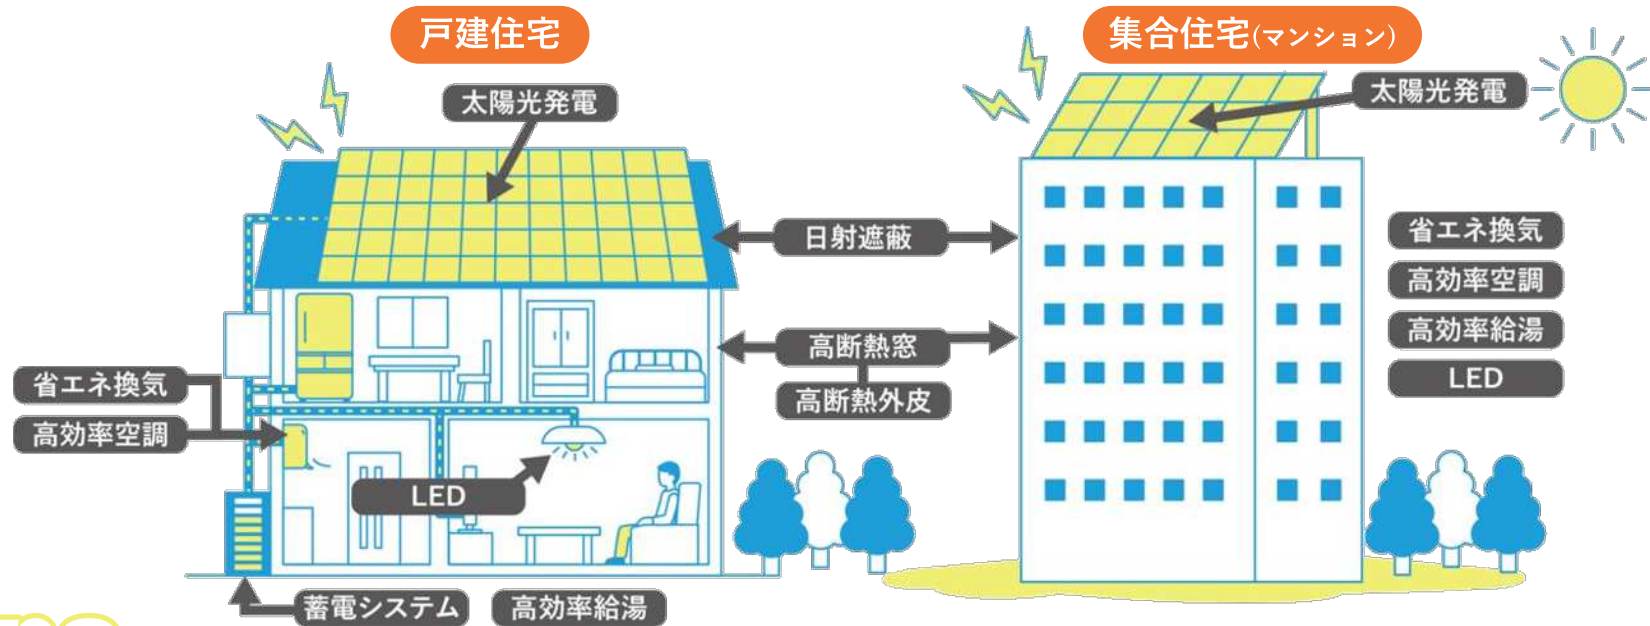 戸建住宅
集合住宅(マンション)
太陽光発電
太陽光発電
日射遮蔽
省エネ換気
高効率空調
高断熱窓
高効率給湯
省エネ換気
高断熱外皮
LED
高効率空調
LED
蓄電システム
高効率給湯